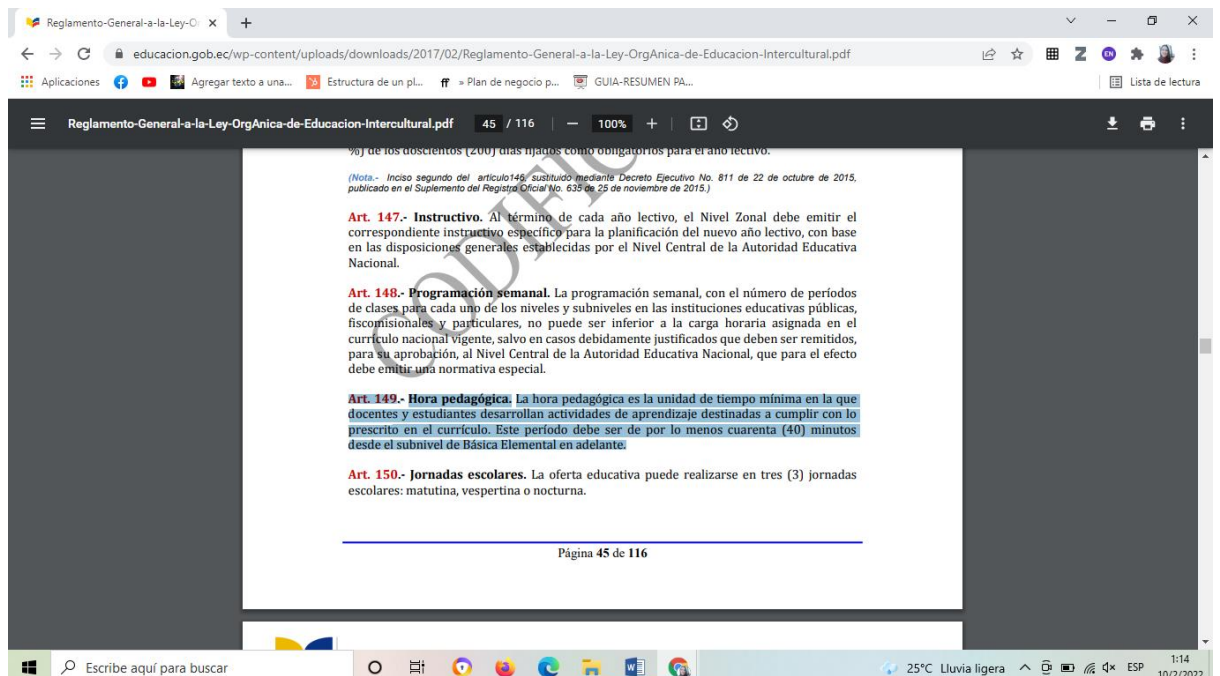 Reglamento-General-a-la-Ley-O
educacion.gob.ec/wp-content/uploads/downloads/2017/02/Reglamento-General-a-la-Ley-OrgAnica-de-Educacion-Intercultural.pdf
Z EN
Aplicaciones Agregar texto a una... Estructura de un pl... ff » Plan de negocio p... GUIA-RESUMEN PA... Lista de lectura
Reglamento-General-a-la-Ley-OrgAnica-de-Educacion-Intercultural.pdf 45 / 116 − 100% +
%) de los doscientos (200) días fijados como obligatorios para el año lectivo.
(Nota.- Inciso segundo del articulo146, sustituido mediante Decreto Ejecutivo No. 811 de 22 de octubre de 2015,
publicado en el Suplemento del Registro Oficial No. 635 de 25 de noviembre de 2015.)
Art. 147.- Instructivo. Al término de cada año lectivo, el Nivel Zonal debe emitir el
correspondiente instructivo específico para la planificación del nuevo año lectivo, con base
en las disposiciones generales establecidas por el Nivel Central de la Autoridad Educativa
Nacional.
Art. 148.- Programación semanal. La programación semanal, con el número de períodos
de clases para cada uno de los niveles y subniveles en las instituciones educativas públicas,
fiscomisionales y particulares, no puede ser inferior a la carga horaria asignada en el
currículo nacional vigente, salvo en casos debidamente justificados que deben ser remitidos,
para su aprobación, al Nivel Central de la Autoridad Educativa Nacional, que para el efecto
debe emitir una normativa especial.
Art. 149.- Hora pedagógica. La hora pedagógica es la unidad de tiempo mínima en la que
docentes y estudiantes desarrollan actividades de aprendizaje destinadas a cumplir con lo
prescrito en el currículo. Este período debe ser de por lo menos cuarenta (40) minutos
desde el subnivel de Básica Elemental en adelante.
Art. 150.- Jornadas escolares. La oferta educativa puede realizarse en tres (3) jornadas
escolares: matutina, vespertina o nocturna.
CODIFIC
Página 45 de 116
Escribe aquí para buscar
25°C Lluvia ligera ESP 1:14
10/2/2022